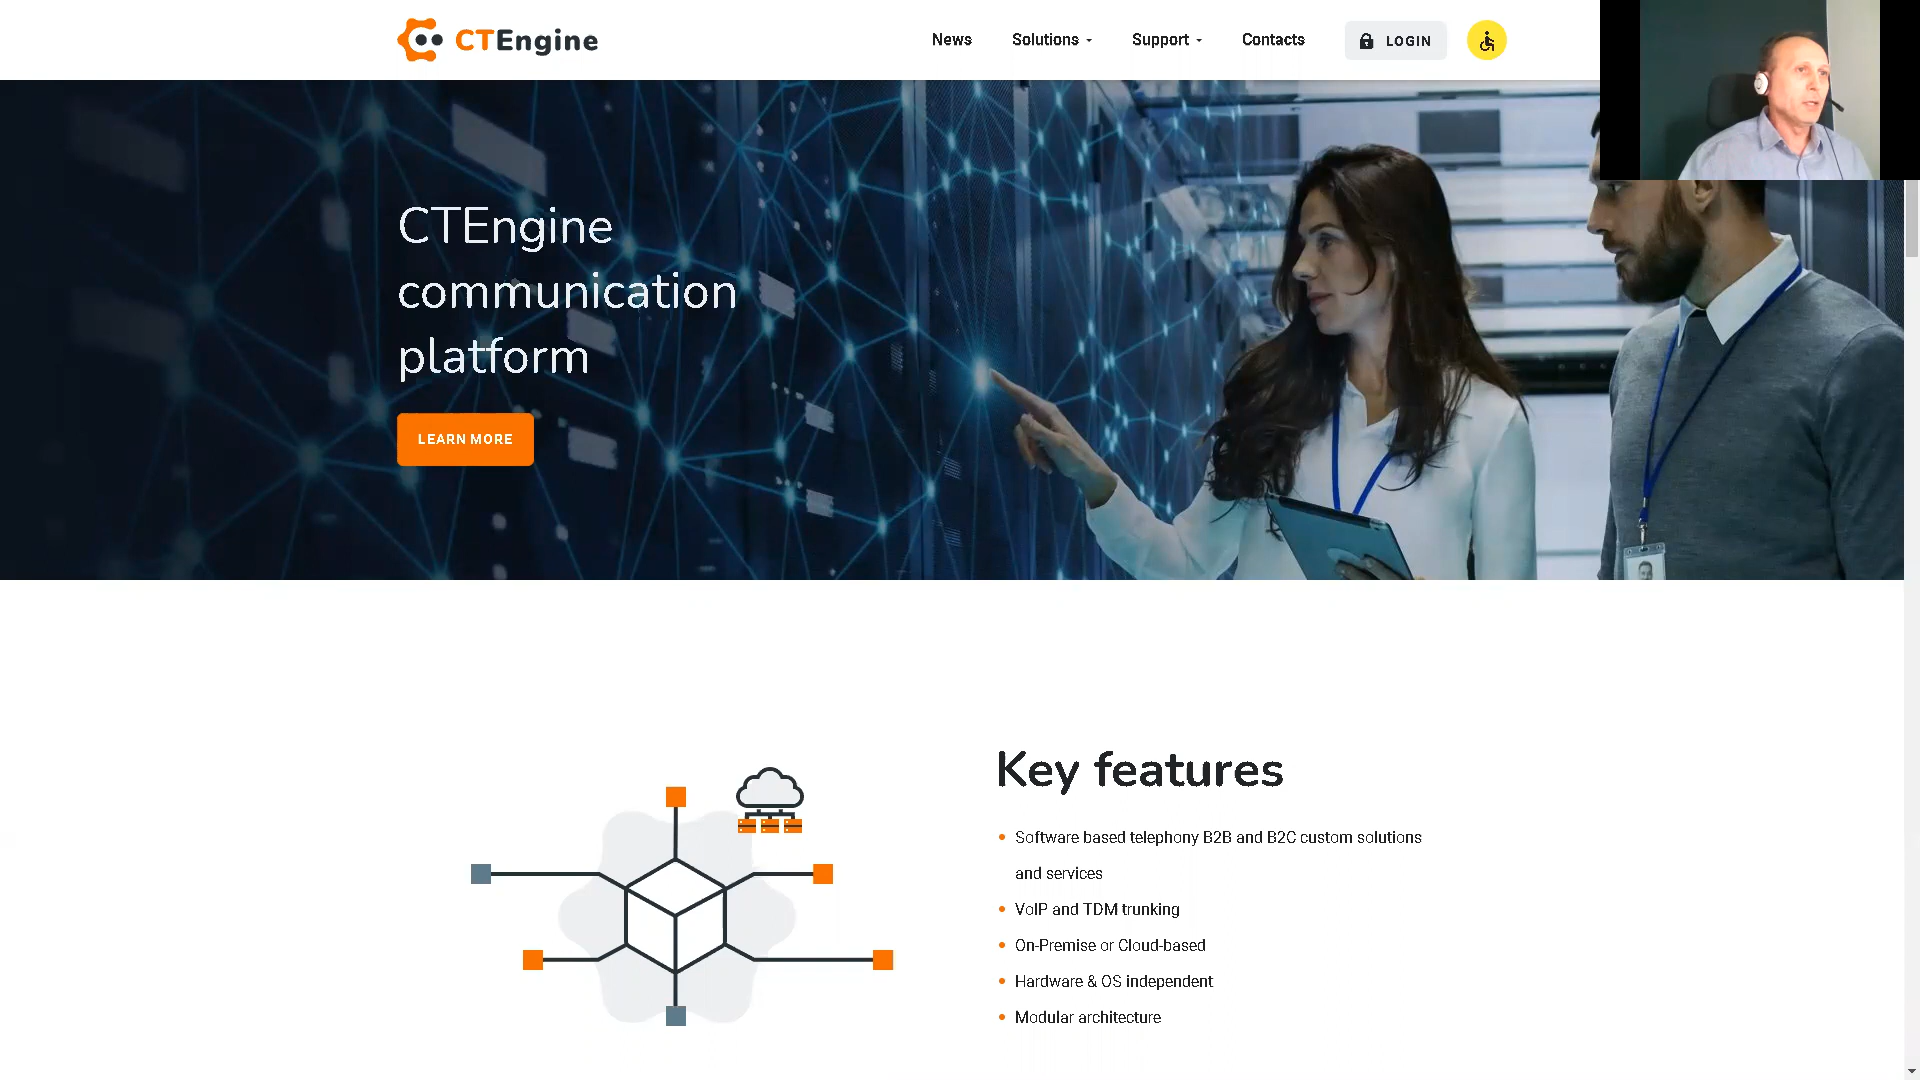 CTEngine
News
Solutions
Support
Contacts
LOGIN
CTEngine
communication
platform
LEARN MORE
Key features
Software based telephony B2B and B2C custom solutions
and services
VoIP and TDM trunking
On-Premise or Cloud-based
Hardware & OS independent
Modular architecture